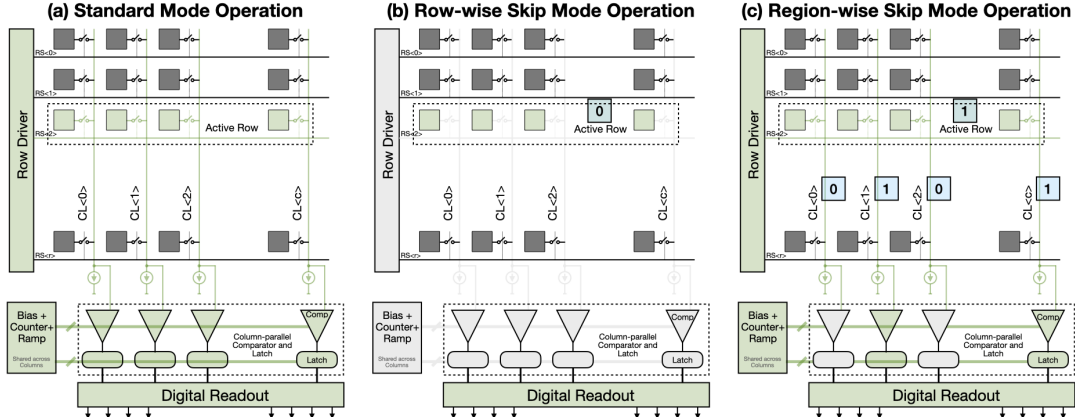 (a) Standard Mode Operation
Row Driver
RS<0>
RS<1>
RS<2>
Active Row
CL<0>
CL<1>
CL<2>
CL<c>
RS<r>
Bias +
Counter+
Ramp
Shared across
Columns
Comp
Column-parallel
Comparator and
Latch
Latch
Digital Readout
(b) Row-wise Skip Mode Operation
Row Driver
RS<0>
RS<1>
RS<2>
0
Active Row
CL<0>
CL<1>
CL<2>
CL<c>
RS<r>
Bias +
Counter+
Ramp
Shared across
Columns
Comp
Column-parallel
Comparator and
Latch
Latch
Digital Readout
(c) Region-wise Skip Mode Operation
Row Driver
RS<0>
RS<1>
RS<2>
1
Active Row
CL<0>
0
CL<1>
1
CL<2>
0
CL<c>
1
RS<r>
Bias +
Counter+
Ramp
Shared across
Columns
Comp
Column-parallel
Comparator and
Latch
Latch
Digital Readout